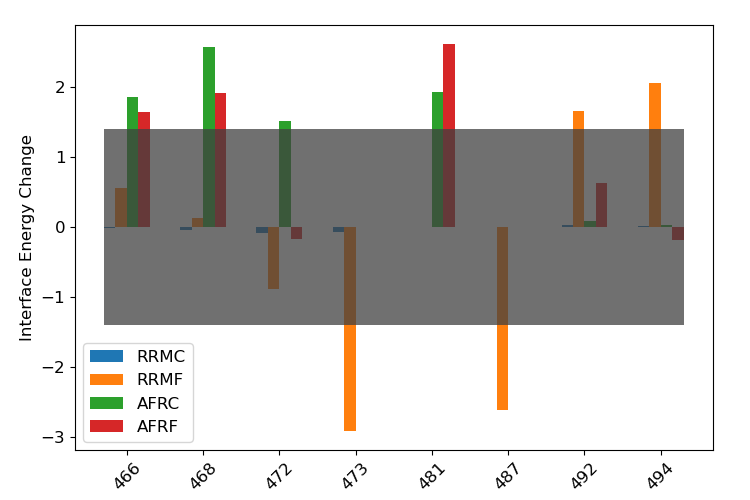 Interface Energy Change
2
1
0
−1
−2
−3
RRMC
RRMF
AFRC
AFRF
466 468 472 473 481 487 492 494